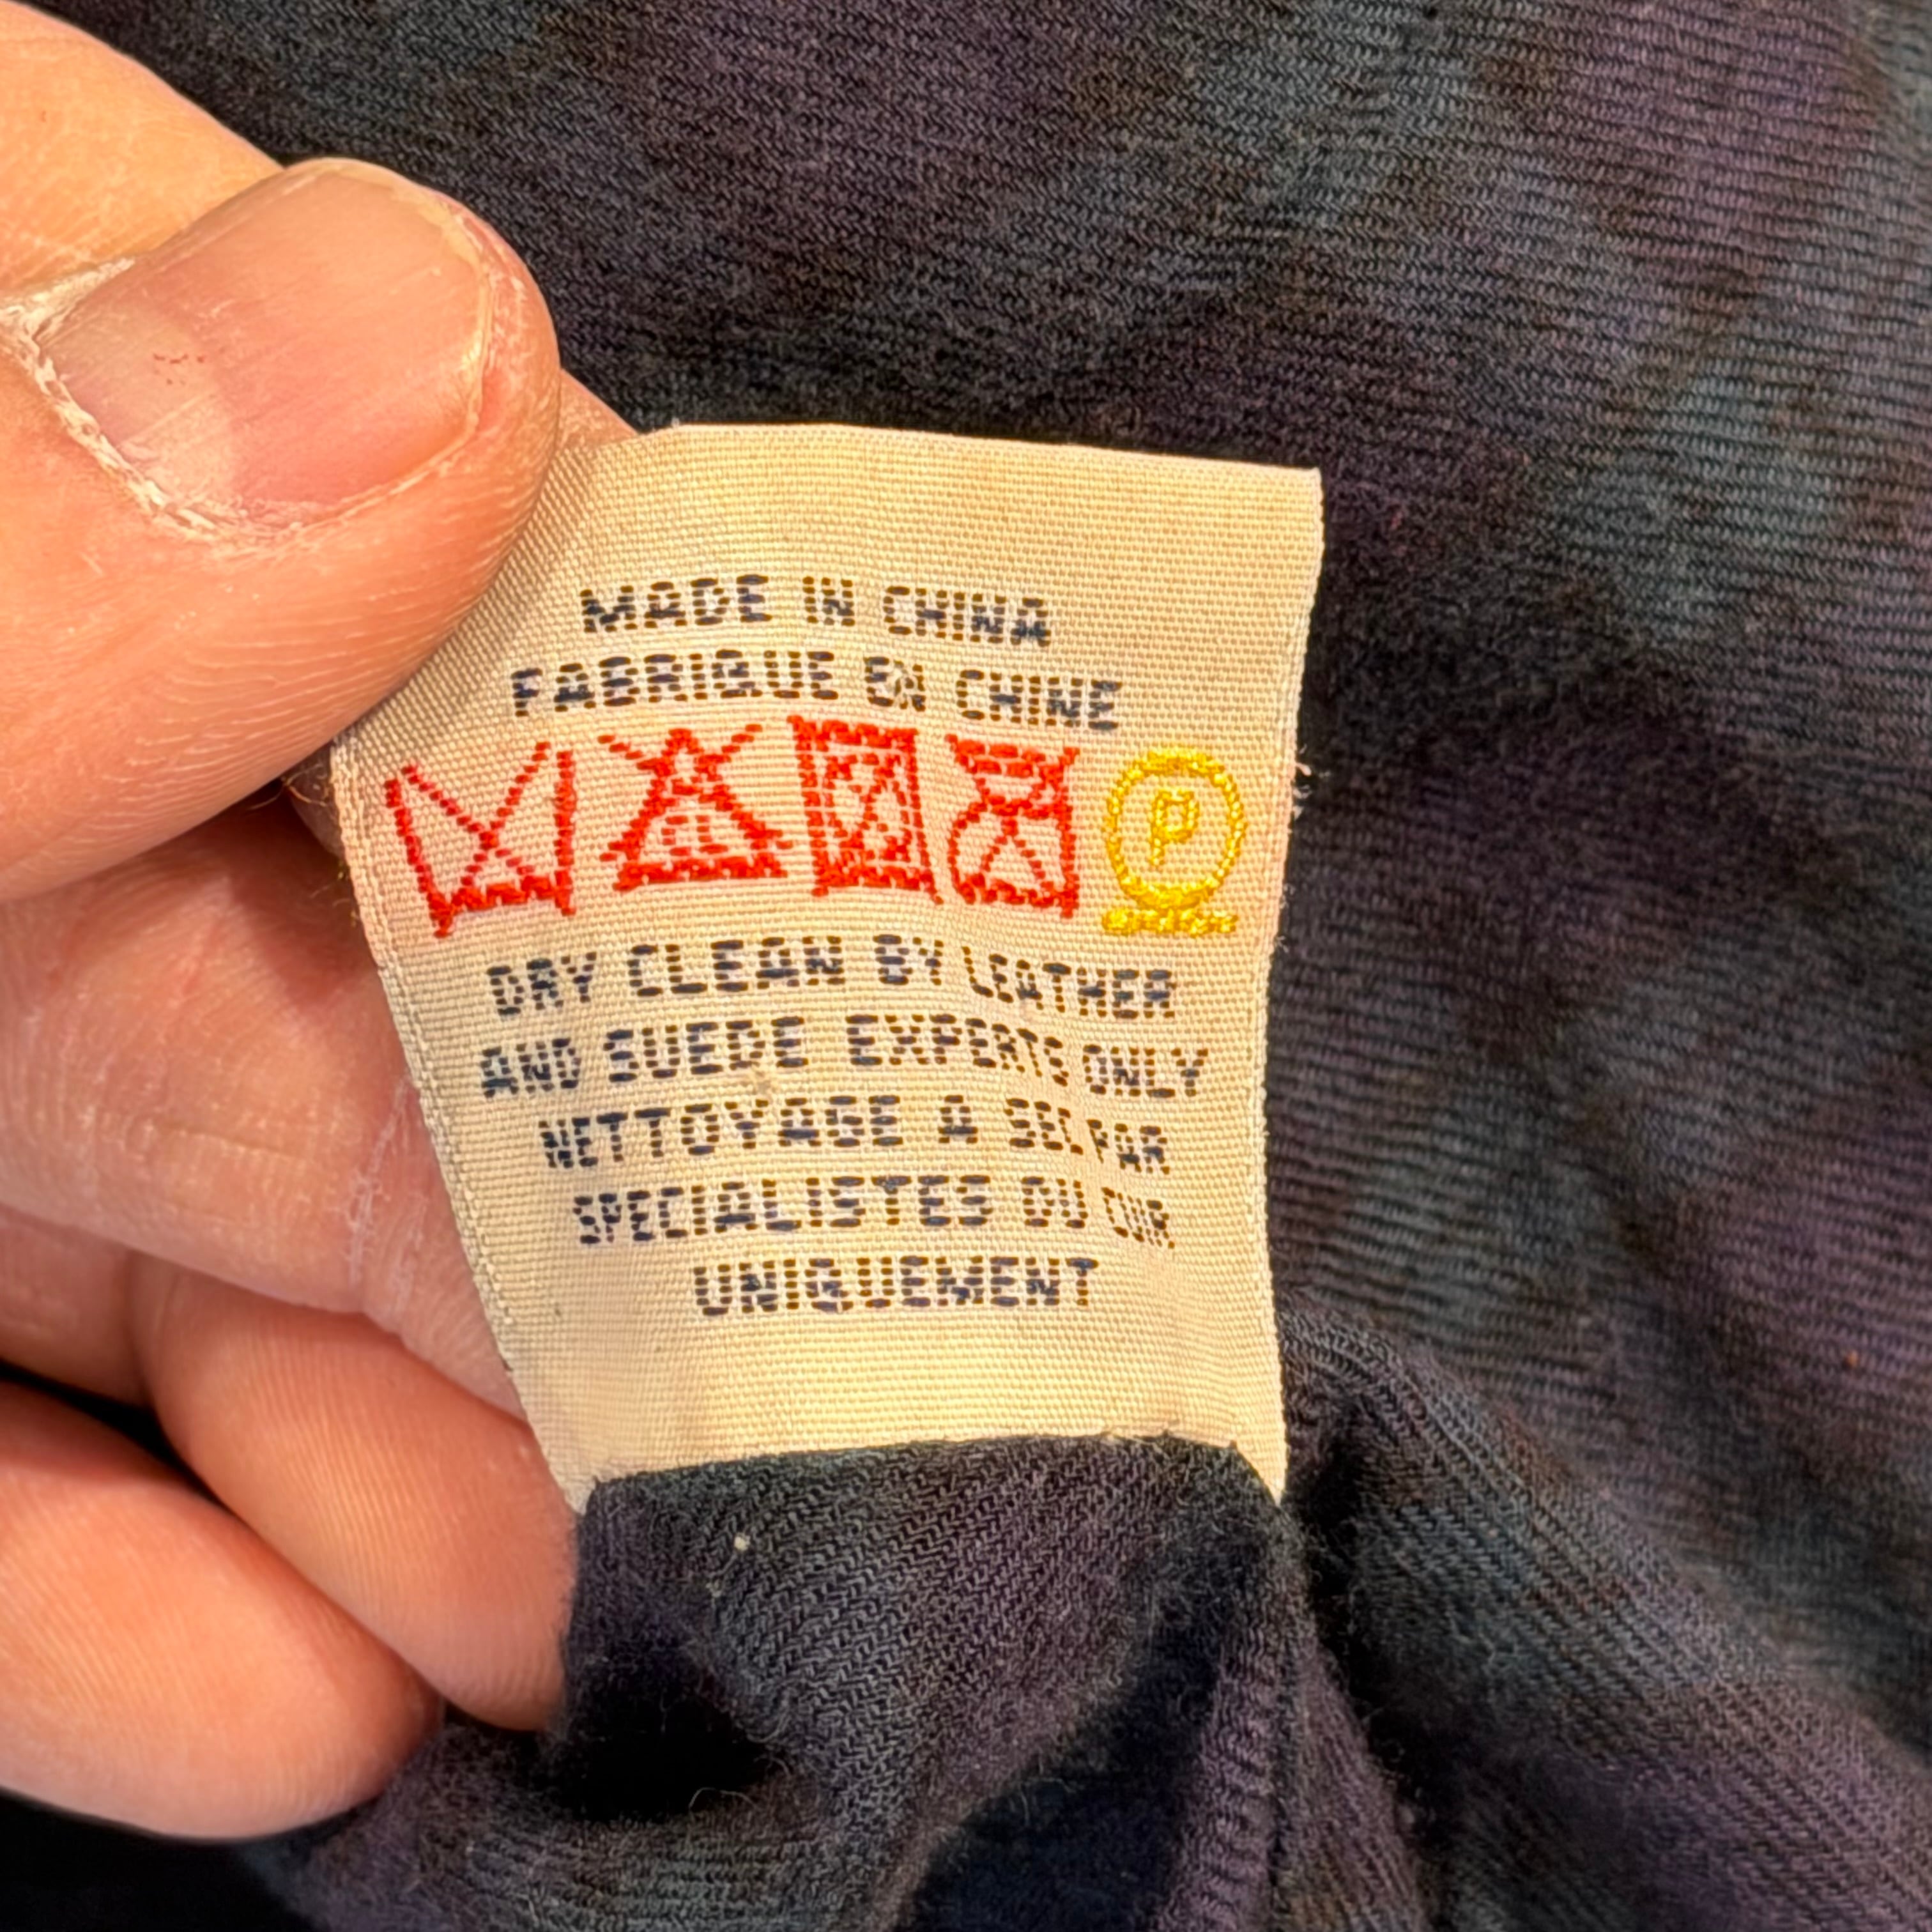 MADE IN CHINA
FABRIQUE EN CHINE
CL
P
DRY CLEAN BY LEATHER
AND SUEDE EXPERTS ONLY
NETTOYAGE A SEC PAR
SPECIALISTES DU CUIR
UNIQUEMENT